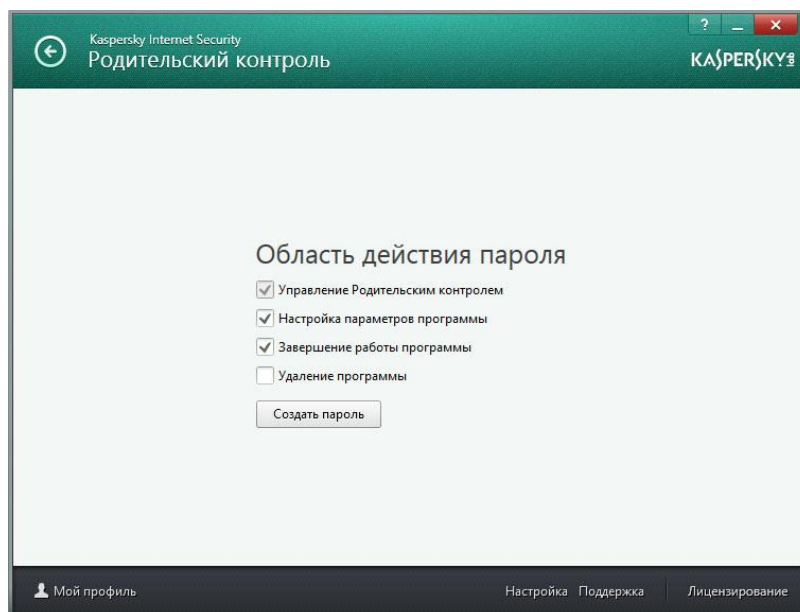 ?
Kaspersky Internet Security
Родительский контроль
KASPERSKY LAB
Область действия пароля
Управление Родительским контролем
Настройка параметров программы
Завершение работы программы
Удаление программы
Создать пароль
Мой профиль
Настройка Поддержка Лицензирование